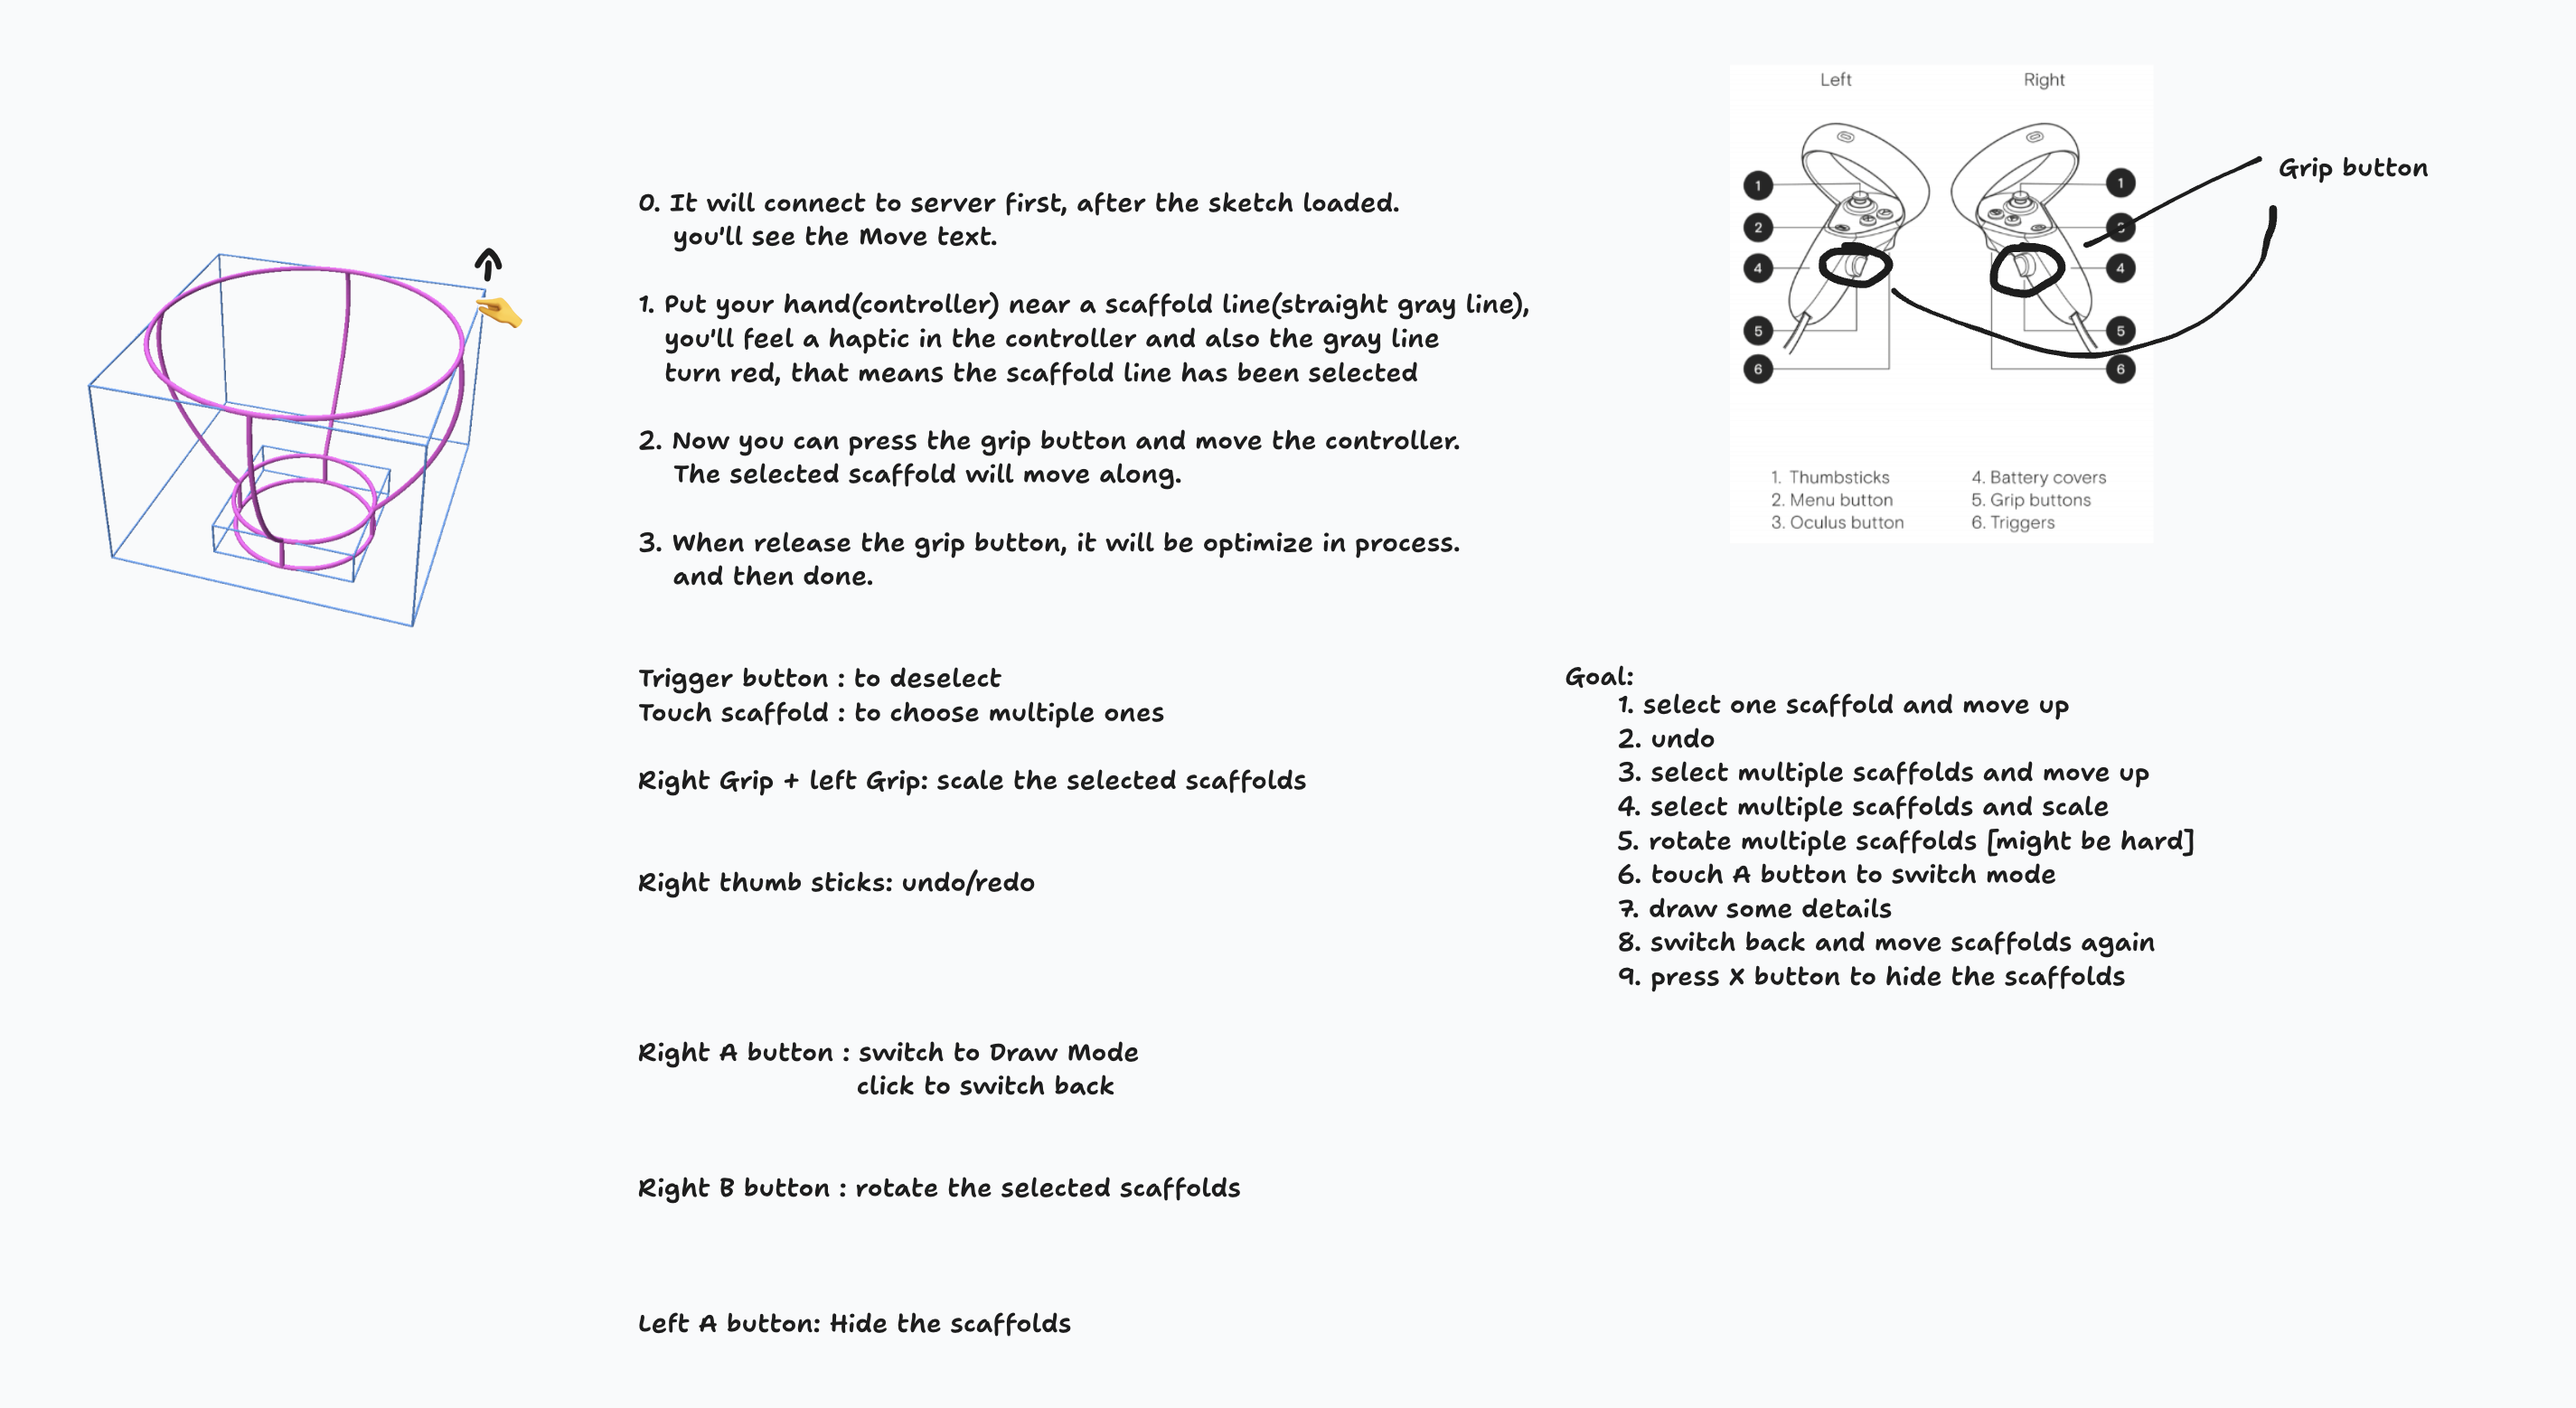 0. It will connect to server first, after the sketch loaded.
you'll see the Move text.
1. Put your hand(controller) near a scaffold line(straight gray line),
you'll feel a haptic in the controller and also the gray line
turn red, that means the scaffold line has been selected
2. Now you can press the grip button and move the controller.
The selected scaffold will move along.
3. When release the grip button, it will be optimize in process.
and then done.
Trigger button : to deselect
Touch scaffold : to choose multiple ones
Right Grip + left Grip: scale the selected scaffolds
Right thumb sticks: undo/redo
Right A button : switch to Draw Mode
click to switch back
Right B button : rotate the selected scaffolds
Left A button: Hide the scaffolds
Left Right
Grip button
1 1
2 3
4 4
5 5
6 6
1. Thumbsticks 4. Battery covers
2. Menu button 5. Grip buttons
3. Oculus button 6. Triggers
Goal:
1. select one scaffold and move up
2. undo
3. select multiple scaffolds and move up
4. select multiple scaffolds and scale
5. rotate multiple scaffolds [might be hard]
6. touch A button to switch mode
7. draw some details
8. switch back and move scaffolds again
9. press X button to hide the scaffolds